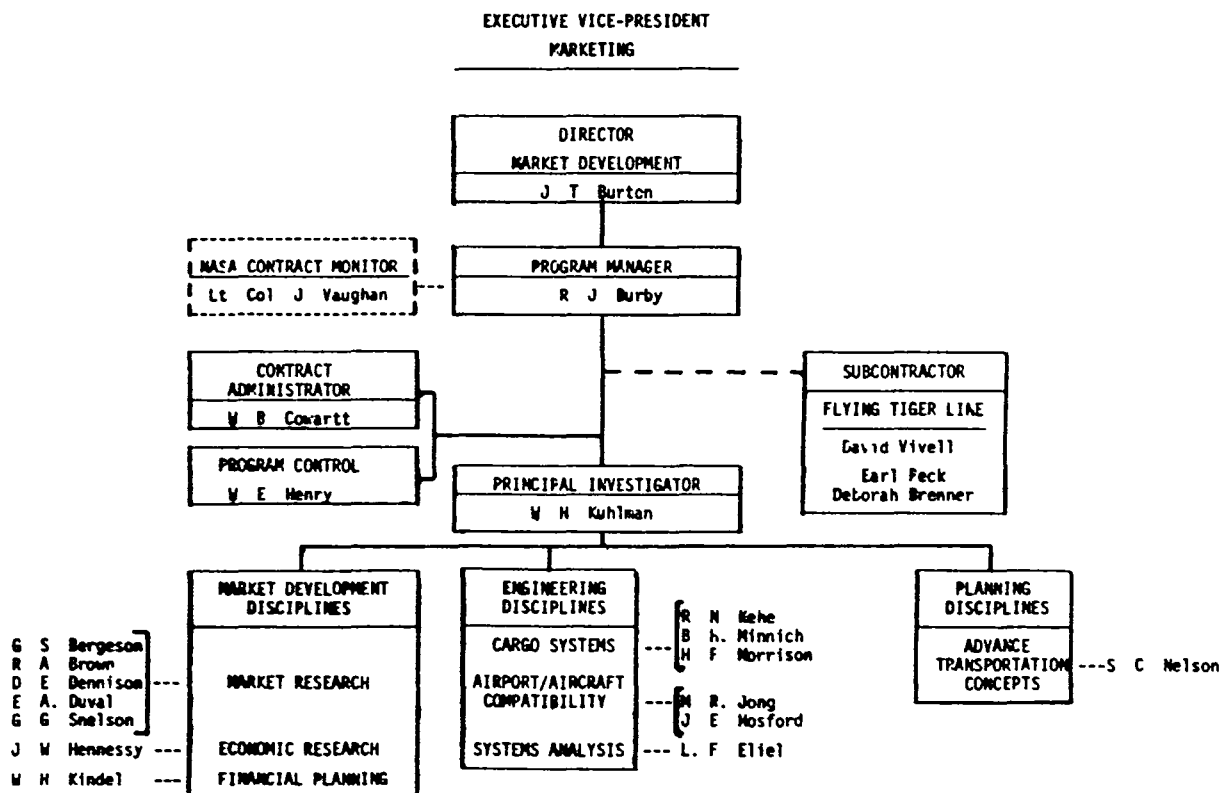 EXECUTIVE VICE-PRESIDENT
MARKETING
DIRECTOR
MARKET DEVELOPMENT
J T Burton
NASA CONTRACT MONITOR
Lt Col J Vaughan
PROGRAM MANAGER
R J Burby
CONTRACT
ADMINISTRATOR
W B Cowartt
PROGRAM CONTROL
W E Henry
SUBCONTRACTOR
FLYING TIGER LINE
David Vivell
Earl Peck
Deborah Bremner
PRINCIPAL INVESTIGATOR
W H Kuhlman
MARKET DEVELOPMENT
DISCIPLINES
G S Bergeson
R A Brown
D E Dennison
E A. Duval
G G Snelson
MARKET RESEARCH
J W Hennessy
ECONOMIC RESEARCH
W H Kindel
FINANCIAL PLANNING
ENGINEERING
DISCIPLINES
CARGO SYSTEMS
R N Kehe
B h. Minnich
H F Morrison
AIRPORT/AIRCRAFT
COMPATIBILITY
M R. Jong
J E Mosford
SYSTEMS ANALYSIS
L. F Eliel
PLANNING
DISCIPLINES
ADVANCE
TRANSPORTATION
CONCEPTS
S C Nelson